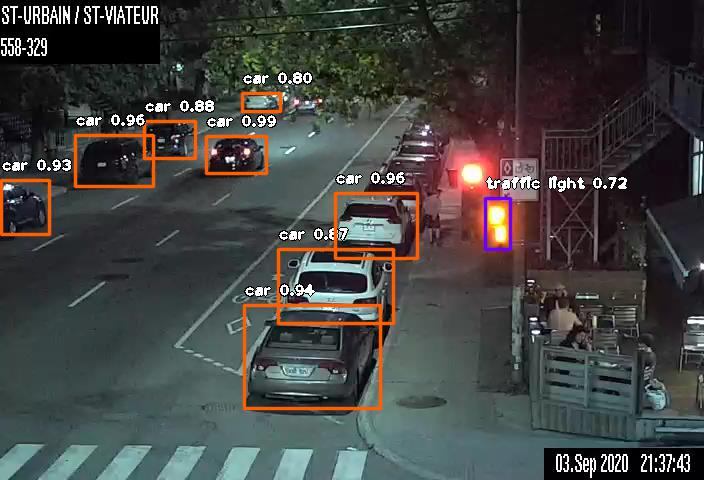 ST-URBAIN / ST-VIATEUR
558-329
car 0.80
car 0.88
car 0.96
car 0.99
car 0.93
car 0.96
traffic light 0.72
car 0.87
car 0.94
03.Sep 2020 21:37:43